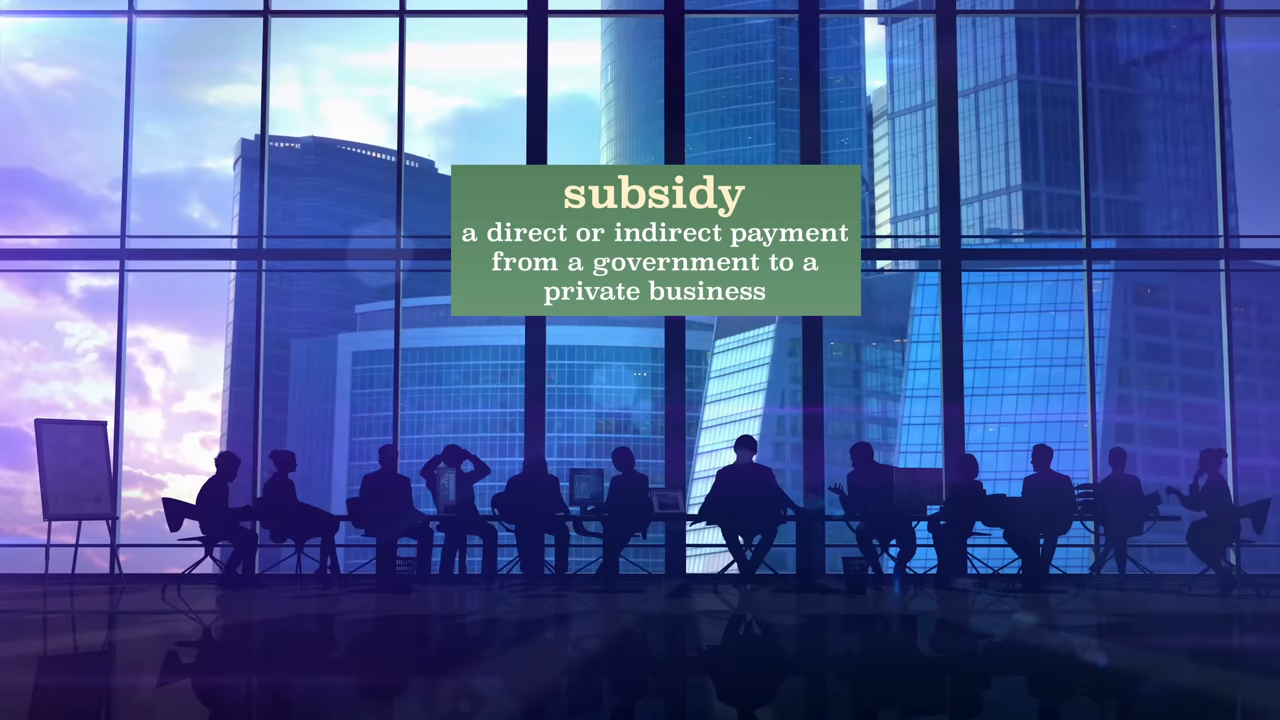 subsidy
a direct or indirect payment
from a government to a
private business